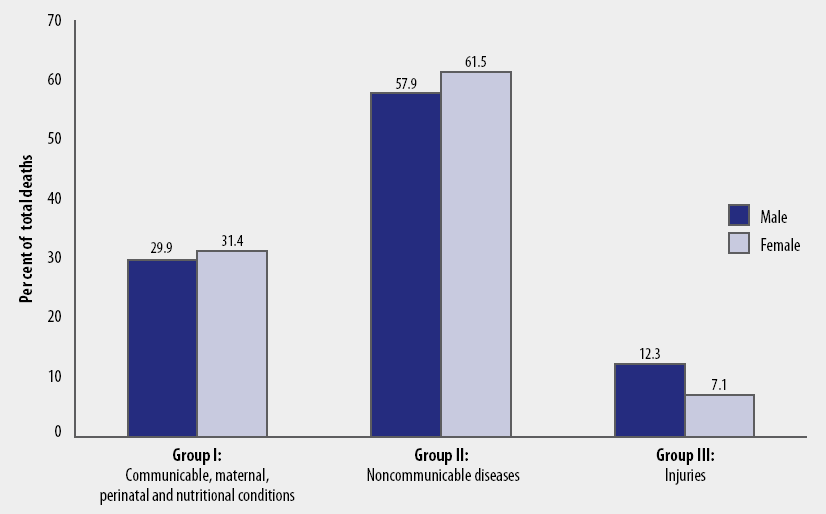 70
60
50
40
30
20
10
0
Per cent of total deaths
29.9
31.4
57.9
61.5
12.3
7.1
Male
Female
Group I:
Communicable, maternal,
perinatal and nutritional conditions
Group II:
Noncommunicable diseases
Group III:
Injuries